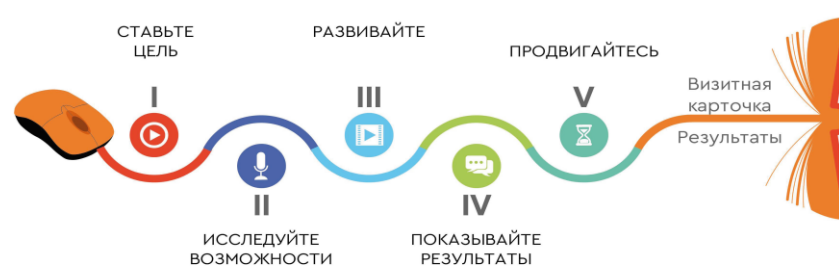 СТАВЬТЕ
ЦЕЛЬ
I
II
ИССЛЕДУЙТЕ
ВОЗМОЖНОСТИ
РАЗВИВАЙТЕ
III
IV
ПОКАЗЫВАЙТЕ
РЕЗУЛЬТАТЫ
ПРОДВИГАЙТЕСЬ
V
Визитная
карточка
Результаты